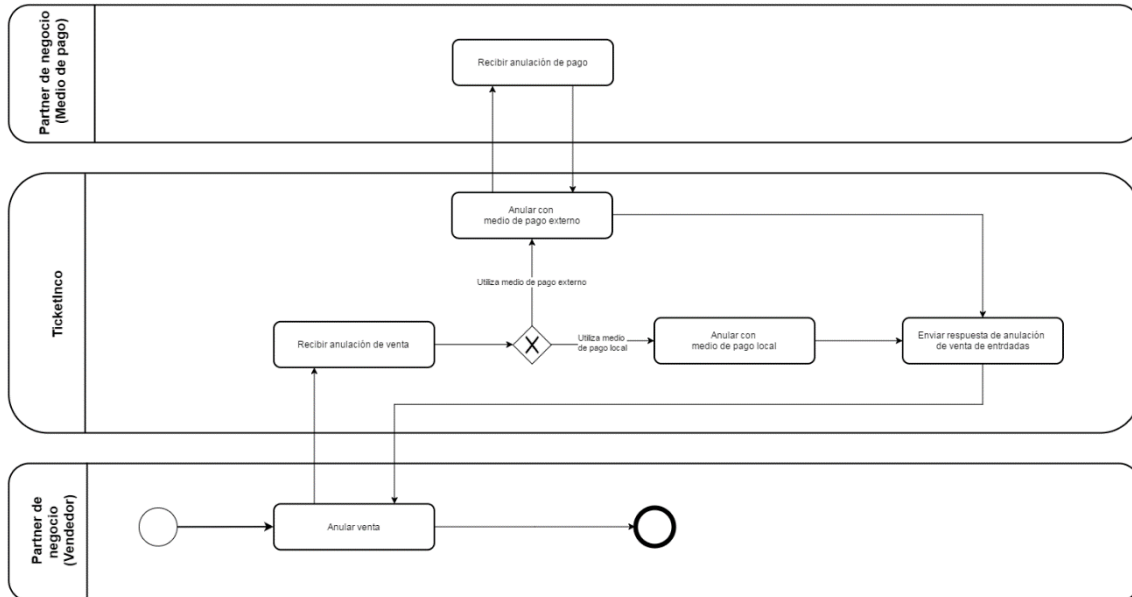 Partner de negocio
(Medio de pago)
Recibir anulación de pago
TicketInco
Anular con
medio de pago externo
Utiliza medio de pago externo
Recibir anulación de venta
Utiliza medio
de pago local
Anular con
medio de pago local
Enviar respuesta de anulación
de venta de entrdadas
Partner de
negocio
(Vendedor)
Anular venta